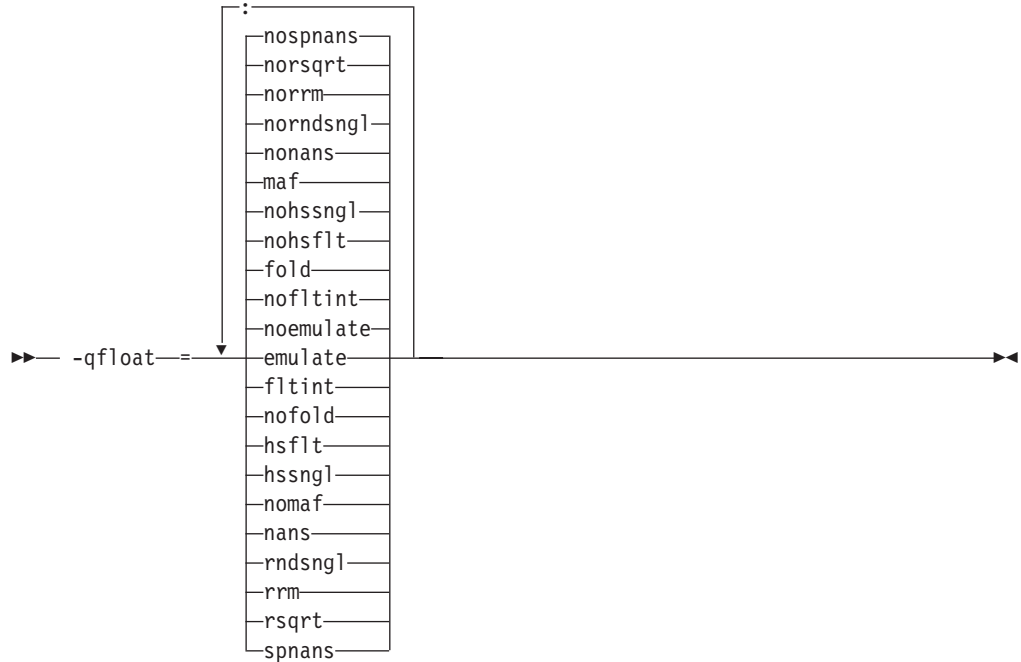 :
nospnans
norsqrt
norrm
norndsngl
nonans
maf
nohssngl
nohsflt
fold
nofltint
noemulate
-qfloat = emulate
fltint
nofold
hsflt
hssngl
nomaf
nans
rndsngl
rrm
rsqrt
spnans